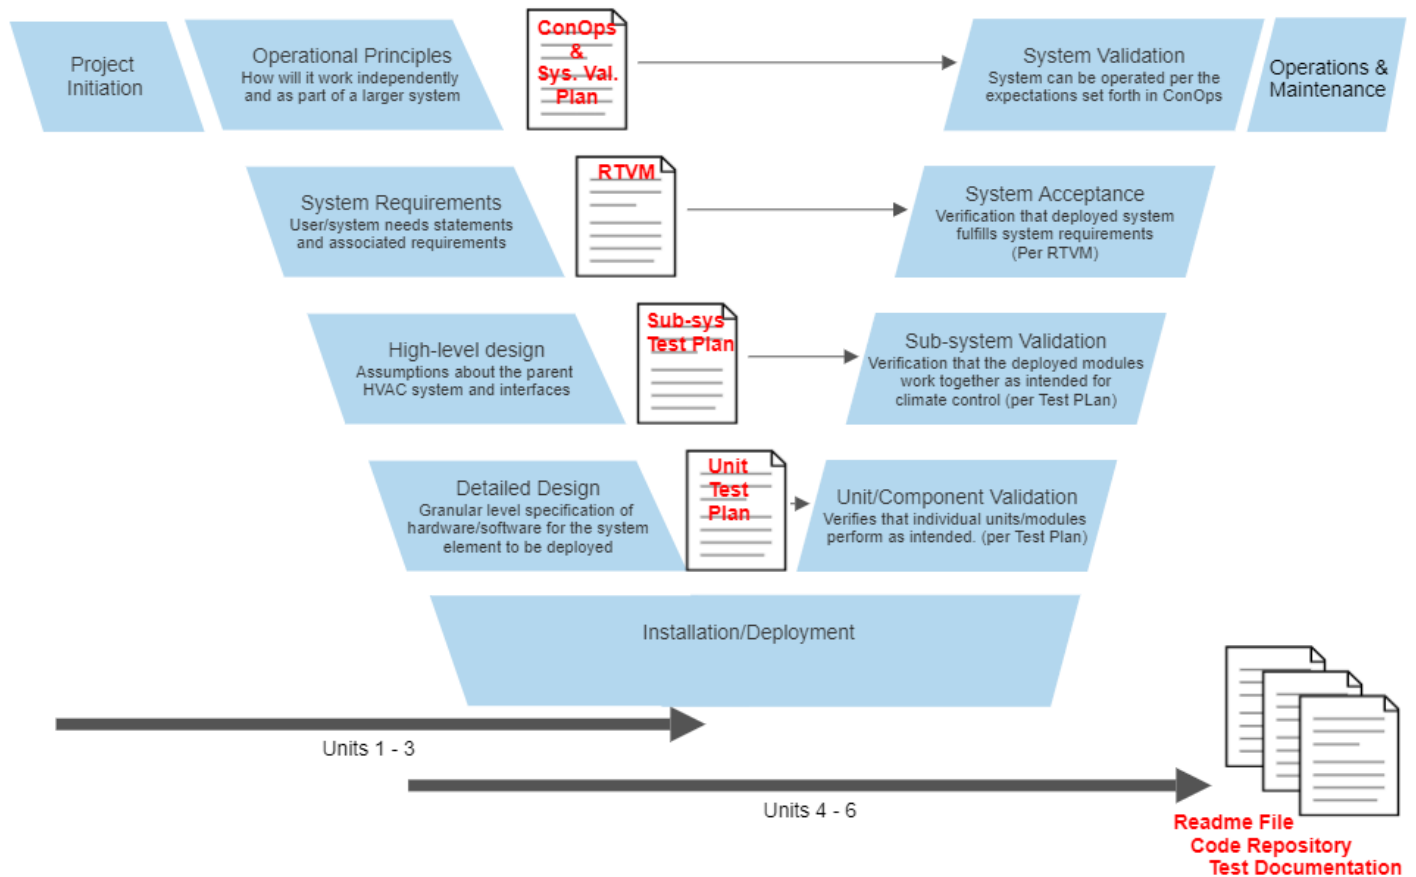 Project
Initiation
Operational Principles
How will it work independently
and as part of a larger system
ConOps
&
Sys. Val.
Plan
System Validation
System can be operated per the
expectations set forth in ConOps
Operations &
Maintenance
System Requirements
User/system needs statements
and associated requirements
RTVM
System Acceptance
Verification that deployed system
fulfills system requirements
(Per RTVM)
High-level design
Assumptions about the parent
HVAC system and interfaces
Sub-sys
Test Plan
Sub-system Validation
Verification that the deployed modules
work together as intended for
climate control (per Test PLan)
Detailed Design
Granular level specification of
hardware/software for the system
element to be deployed
Unit
Test
Plan
Unit/Component Validation
Verifies that individual units/modules
perform as intended. (per Test Plan)
Installation/Deployment
Units 1 - 3
Units 4 - 6
Readme File
Code Repository
Test Documentation